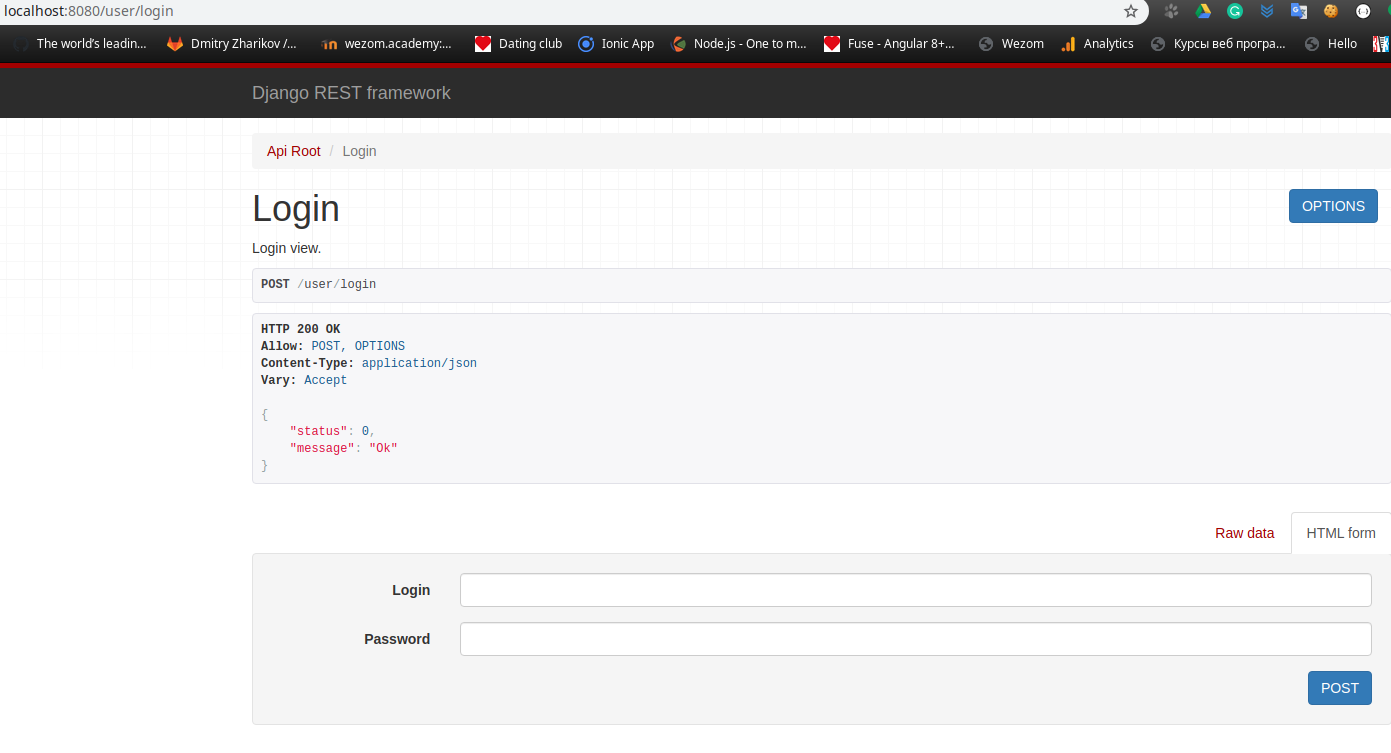 localhost:8080/user/login
The world's leadin... Dmitry Zharikov /... wezom.academy:... Dating club Ionic App Node.js - One to m... Fuse - Angular 8+... Wezom Analytics Курсы веб програ... Hello
Django REST framework
Api Root / Login
Login
OPTIONS
Login view.
POST /user/login
HTTP 200 OK
Allow: POST, OPTIONS
Content-Type: application/json
Vary: Accept
{
"status": 0,
"message": "Ok"
}
Raw data HTML form
Login
Password
POST